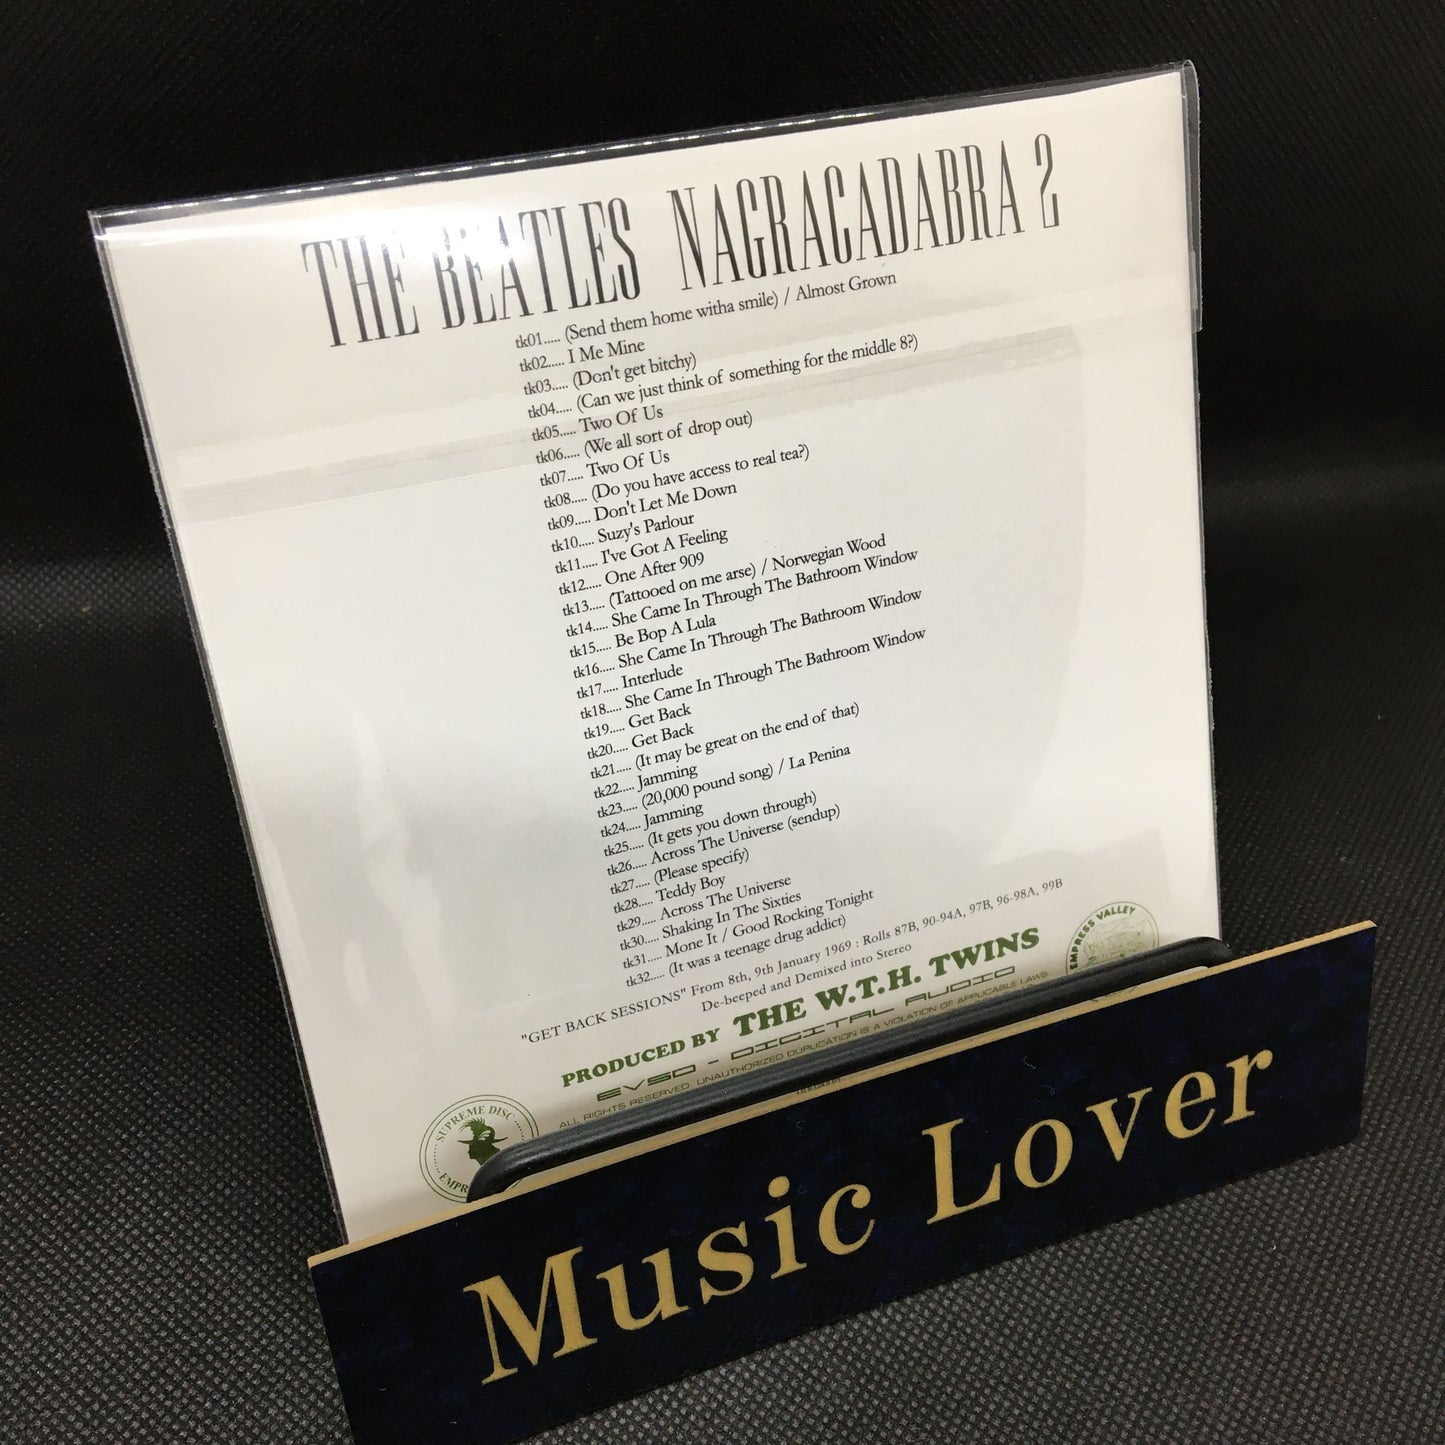 THE BEATLES NAGRACADABRA 2
tk01..... (Send them home witha smile) / Almost Grown
tk02..... I Me Mine
tk03..... (Don't get bitchy)
tk04..... (Can we just think of something for the middle 8?)
tk05..... Two Of Us
tk06..... (We all sort of drop out)
tk07..... Two Of Us
tk08..... (Do you have access to real tea?)
tk09..... Don't Let Me Down
tk10..... Suzy's Parlour
tk11..... I've Got A Feeling
tk12..... One After 909
tk13..... (Tattooed on me arse) / Norwegian Wood
tk14..... She Came In Through The Bathroom Window
tk15..... Be Bop A Lula
tk16..... She Came In Through The Bathroom Window
tk17..... Interlude
tk18..... She Came In Through The Bathroom Window
tk19..... Get Back
tk20..... Get Back
tk21..... (It may be great on the end of that)
tk22..... Jamming
tk23..... (20,000 pound song) / La Penina
tk24..... Jamming
tk25..... (It gets you down through)
tk26..... Across The Universe (sendup)
tk27..... (Please specify)
tk28..... Teddy Boy
tk29..... Across The Universe
tk30..... Shaking In The Sixties
tk31..... Mone It / Good Rocking Tonight
tk32..... (It was a teenage drug addict)
"GET BACK SESSIONS" From 8th, 9th January 1969 : Rolls 87B, 90-94A, 97B, 96-98A, 99B
De-beeped and Demixed into Stereo
PRODUCED BY THE W.T.H. TWINS
EVSD - DIGITAL AUDIO
ALL RIGHTS RESERVED. UNAUTHORIZED DUPLICATION IS A VIOLATION OF APPLICABLE LAWS
EMPRESS VALLEY
SUPREME DISC
Music Lover